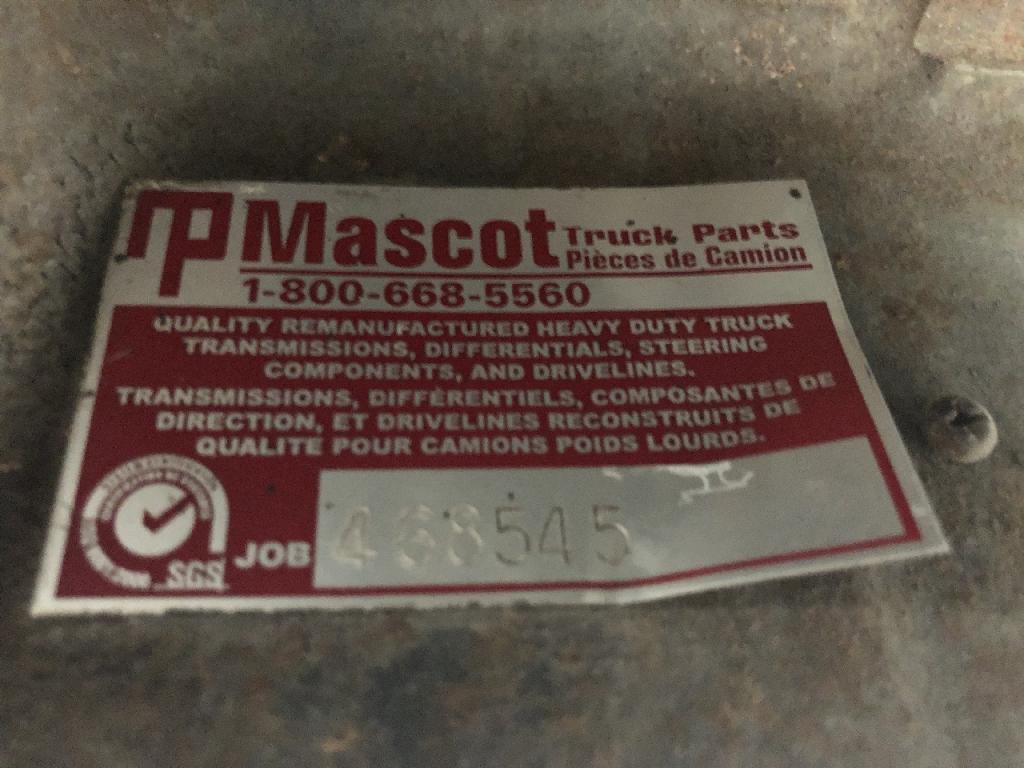 Mascot Truck Parts
Pièces de Camion
1-800-668-5560
QUALITY REMANUFACTURED HEAVY DUTY TRUCK
TRANSMISSIONS, DIFFERENTIALS, STEERING
COMPONENTS, AND DRIVELINES.
TRANSMISSIONS, DIFFÉRENTIELS, COMPOSANTES DE
DIRECTION, ET DRIVELINES RECONSTRUITS DE
QUALITE POUR CAMIONS POIDS LOURDS.
SGS
JOB 468545